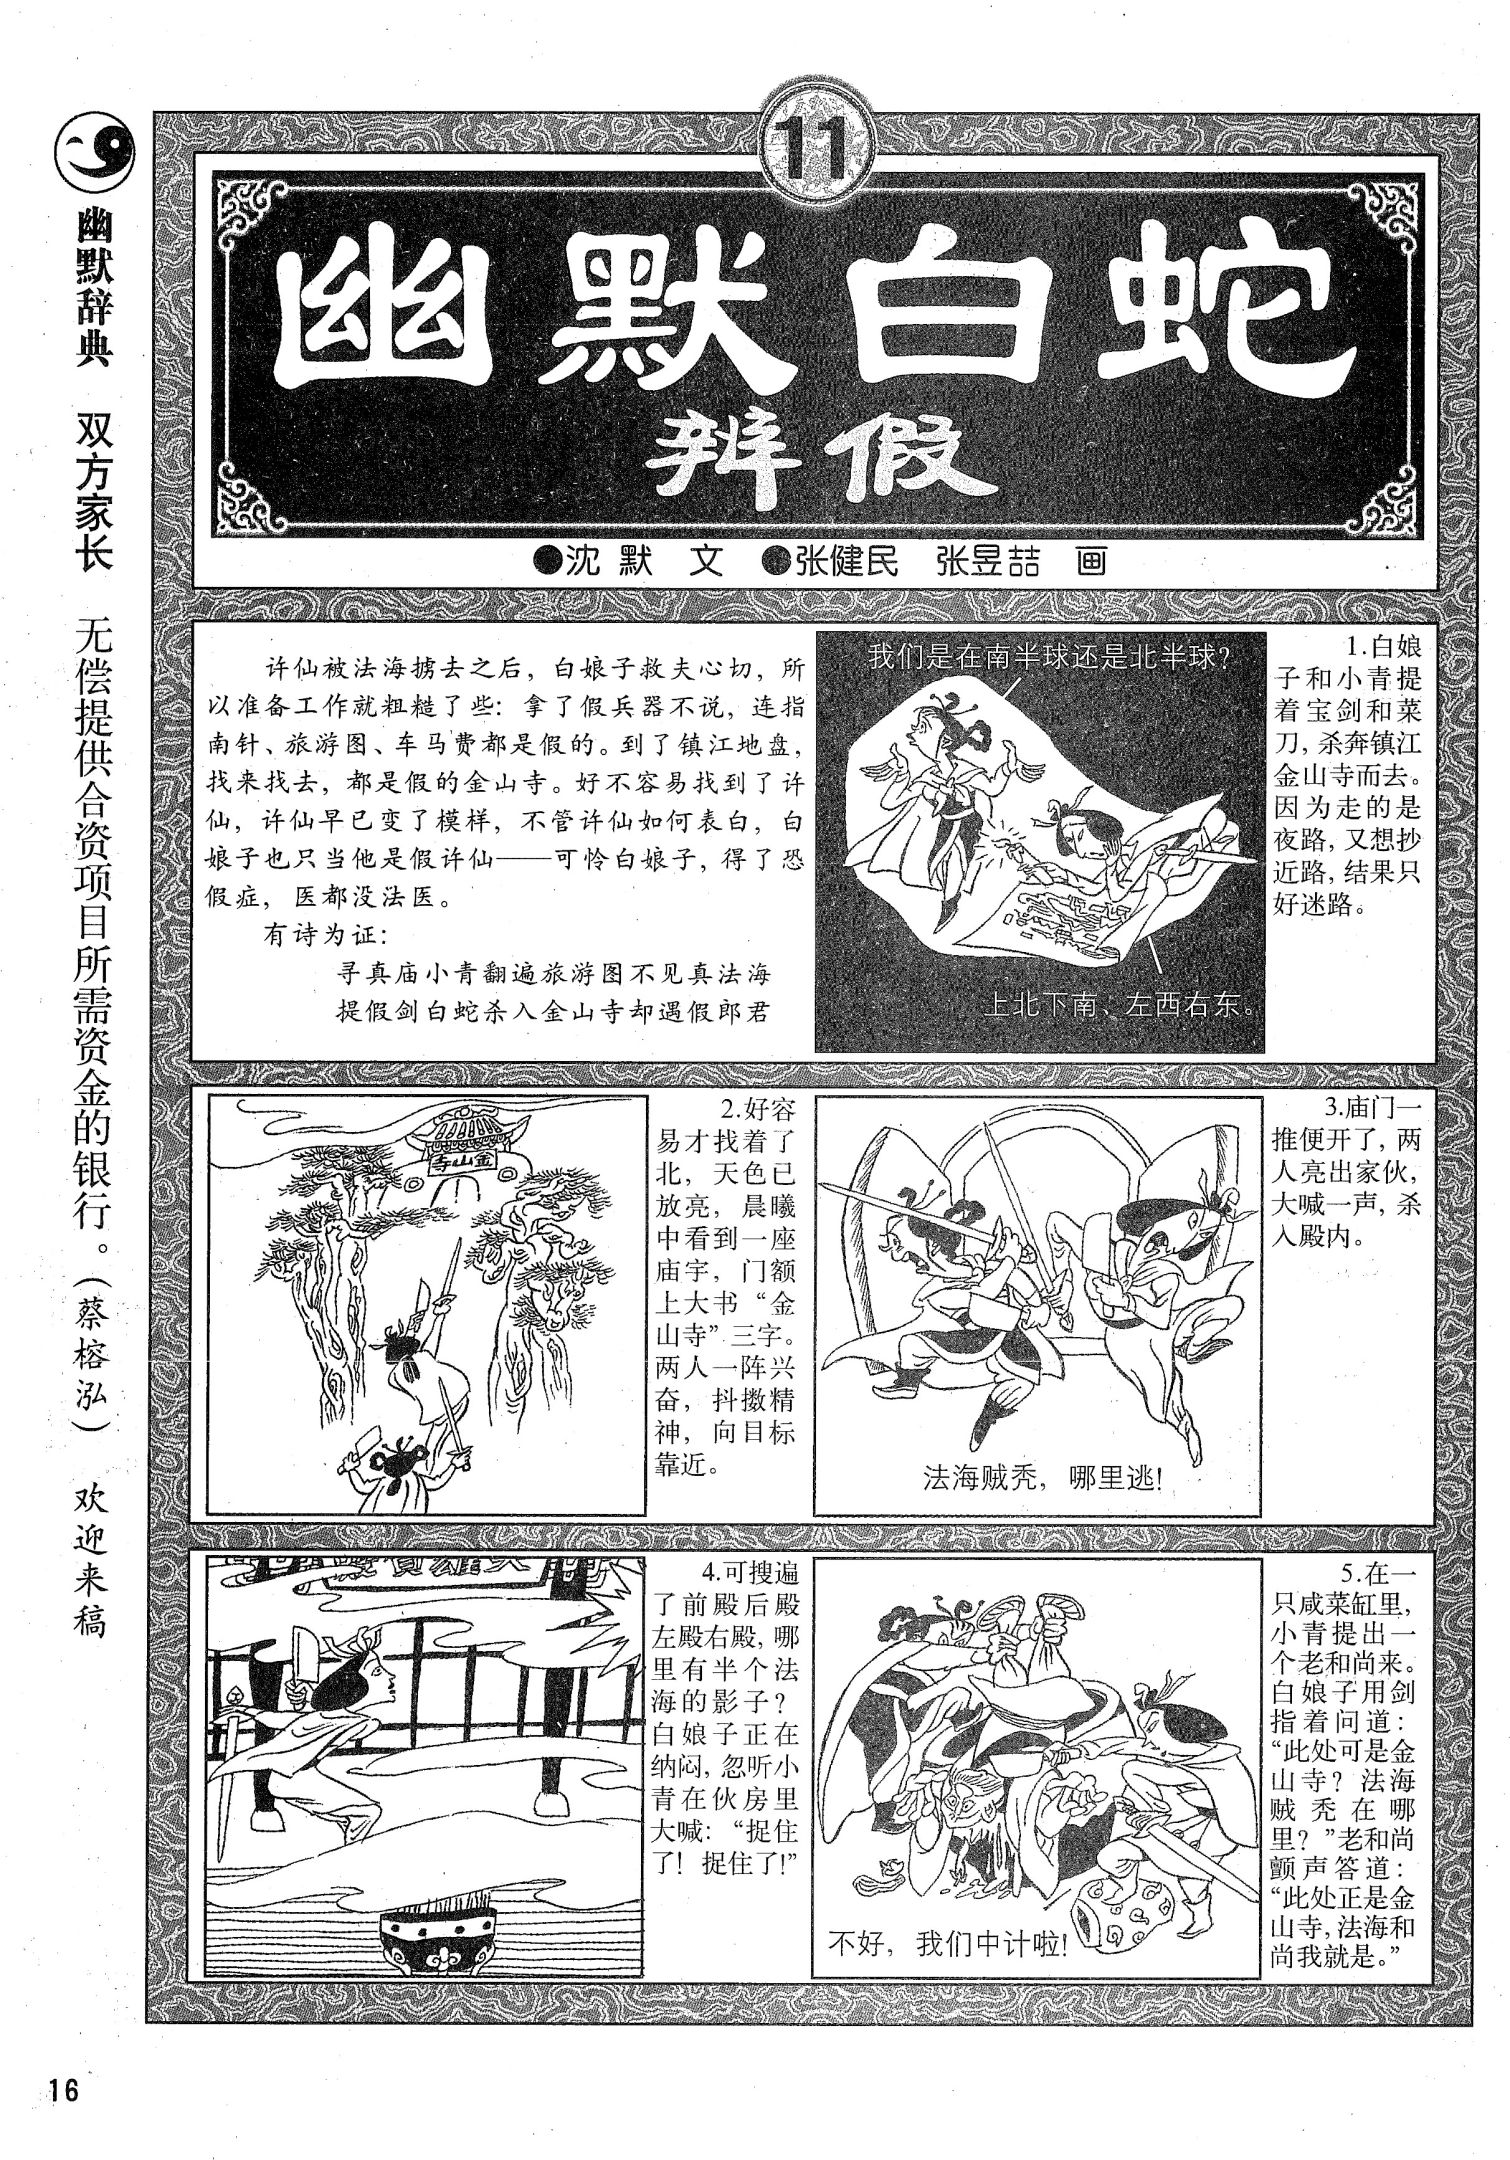 11
幽默白蛇
辨假
●沈 默 文 ●张健民 张昱喆 画
许仙被法海掳去之后，白娘子救夫心切，所
以准备工作就粗糙了些：拿了假兵器不说，连指
南针、旅游图、车马费都是假的。到了镇江地盘，
找来找去，都是假的金山寺。好不容易找到了许
仙，许仙早已变了模样，不管许仙如何表白，白
娘子也只当他是假许仙——可怜白娘子，得了恐
假症，医都没法医。
有诗为证：
寻真庙小青翻遍旅游图不见真法海
提假剑白蛇杀入金山寺却遇假郎君
我们是在南半球还是北半球？
上北下南、左西右东。
1.白娘
子和小青提
着宝剑和菜
刀，杀奔镇江
金山寺而去。
因为走的是
夜路，又想抄
近路，结果只
好迷路。
金山寺
2.好容
易才找着了
北，天色已
放亮，晨曦
中看到一座
庙宇，门额
上大书“金
山寺”三字。
两人一阵兴
奋，抖擞精
神，向目标
靠近。
法海贼秃，哪里逃！
3.庙门一
推便开了，两
人亮出家伙，
大喊一声，杀
入殿内。
大雄宝殿
4.可搜遍
了前殿后殿
左殿右殿，哪
里有半个法
海的影子？
白娘子正在
纳闷，忽听小
青在伙房里
大喊：“捉住
了！捉住了！”
不好，我们中计啦！
5.在一
只咸菜缸里，
小青提出一
个老和尚来。
白娘子用剑
指着问道：
“此处可是金
山寺？法海
贼秃在哪
里？”老和尚
颤声答道：
“此处正是金
山寺，法海和
尚我就是。”
幽默辞典 双方家长 无偿提供合资项目所需资金的银行。（蔡榕泓） 欢迎来稿
16